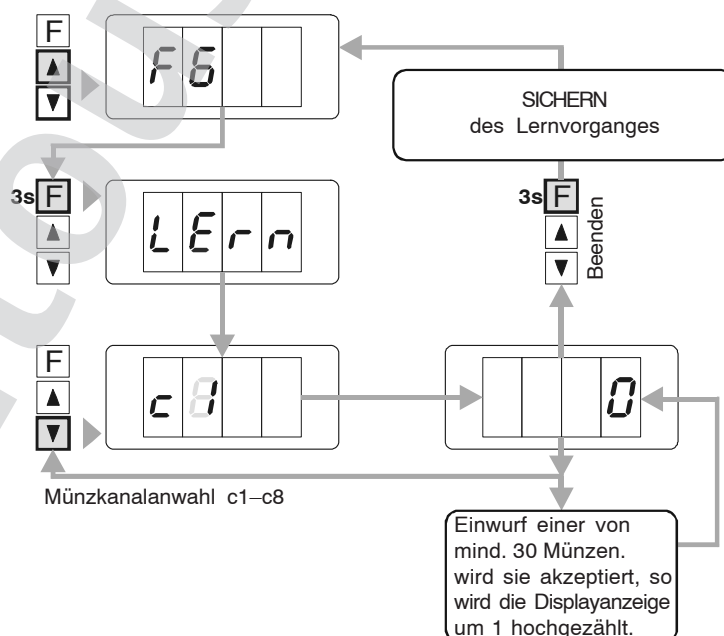 F
F6
SICHERN
des Lernvorganges
3s F
LErn
3s F
Beenden
F
c1
0
Münzkanalanwahl c1–c8
Einwurf einer von
mind. 30 Münzen.
wird sie akzeptiert, so
wird die Displayanzeige
um 1 hochgezählt.